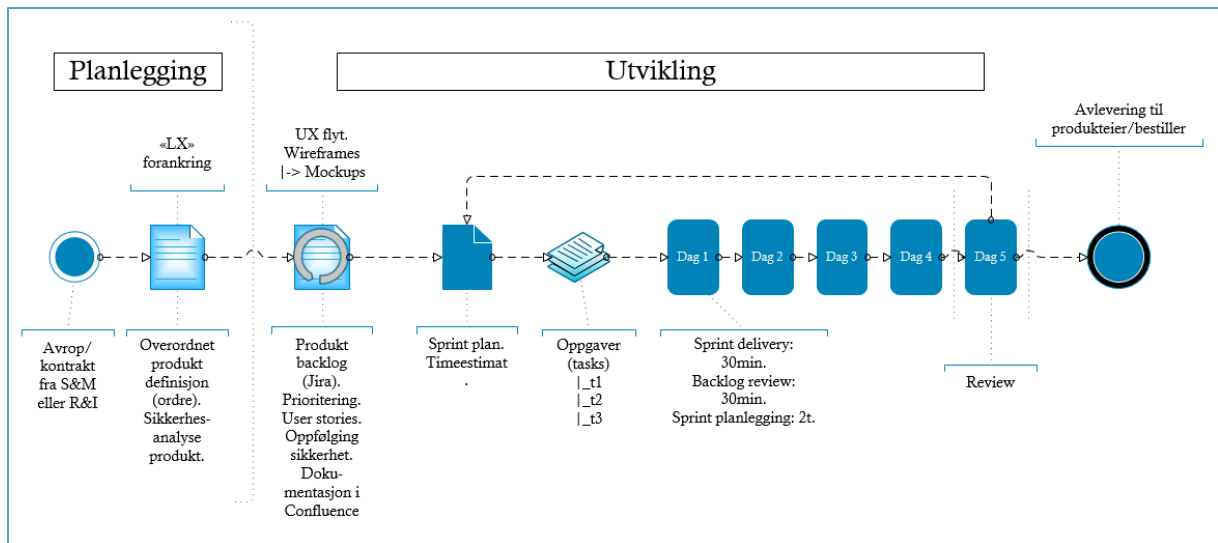 Planlegging
Utvikling
«LX»
forankring
UX flyt.
Wireframes
|-> Mockups
Avlevering til
produkteier/bestiller
Dag 1
Dag 2
Dag 3
Dag 4
Dag 5
Avrop/
kontrakt
fra S&M
eller R&I
Overordnet
produkt
definisjon
(ordre).
Sikkerhes-
analyse
produkt.
Produkt
backlog
(Jira).
Prioritering.
User stories.
Oppfølging
sikkerhet.
Doku-
mentasjon i
Confluence
Sprint plan.
Timeestimat
.
Oppgaver
(tasks)
|_t1
|_t2
|_t3
Sprint delivery:
30min.
Backlog review:
30min.
Sprint planlegging: 2t.
Review